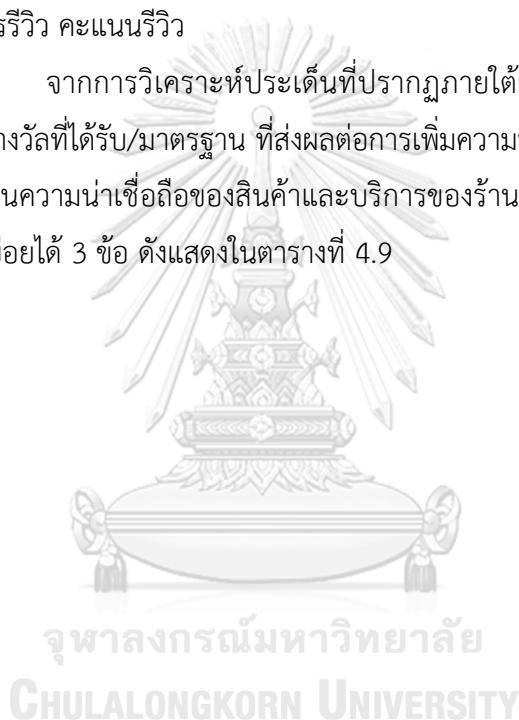 รรีวิว คะแนนรีวิว
จากการวิเคราะห์ประเด็นที่ปรากฏภายใต้
างวัลที่ได้รับ/มาตรฐาน ที่ส่งผลต่อการเพิ่มความ
นความน่าเชื่อถือของสินค้าและบริการของร้าน
ย่อยได้ 3 ข้อ ดังแสดงในตารางที่ 4.9
จุฬาลงกรณ์มหาวิทยาลัย
CHULALONGKORN UNIVERSITY